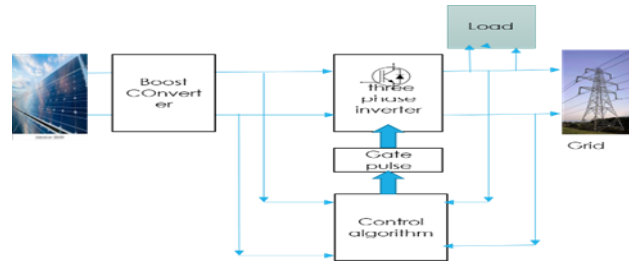 Load
Boost
COnvert
er
three
phase
inverter
Grid
Gate
pulse
Control
algorithm